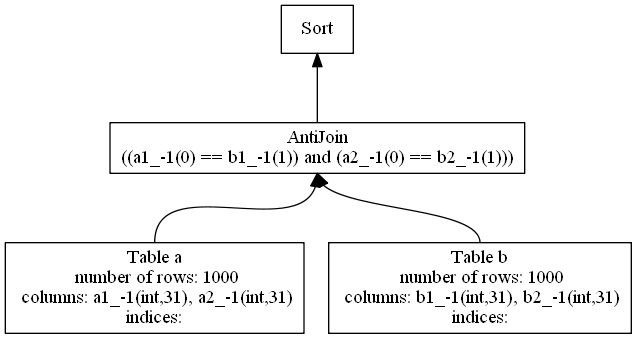 Sort
AntiJoin
((a1_-1(0) == b1_-1(1)) and (a2_-1(0) == b2_-1(1)))
Table a
number of rows: 1000
columns: a1_-1(int,31), a2_-1(int,31)
indices:
Table b
number of rows: 1000
columns: b1_-1(int,31), b2_-1(int,31)
indices: